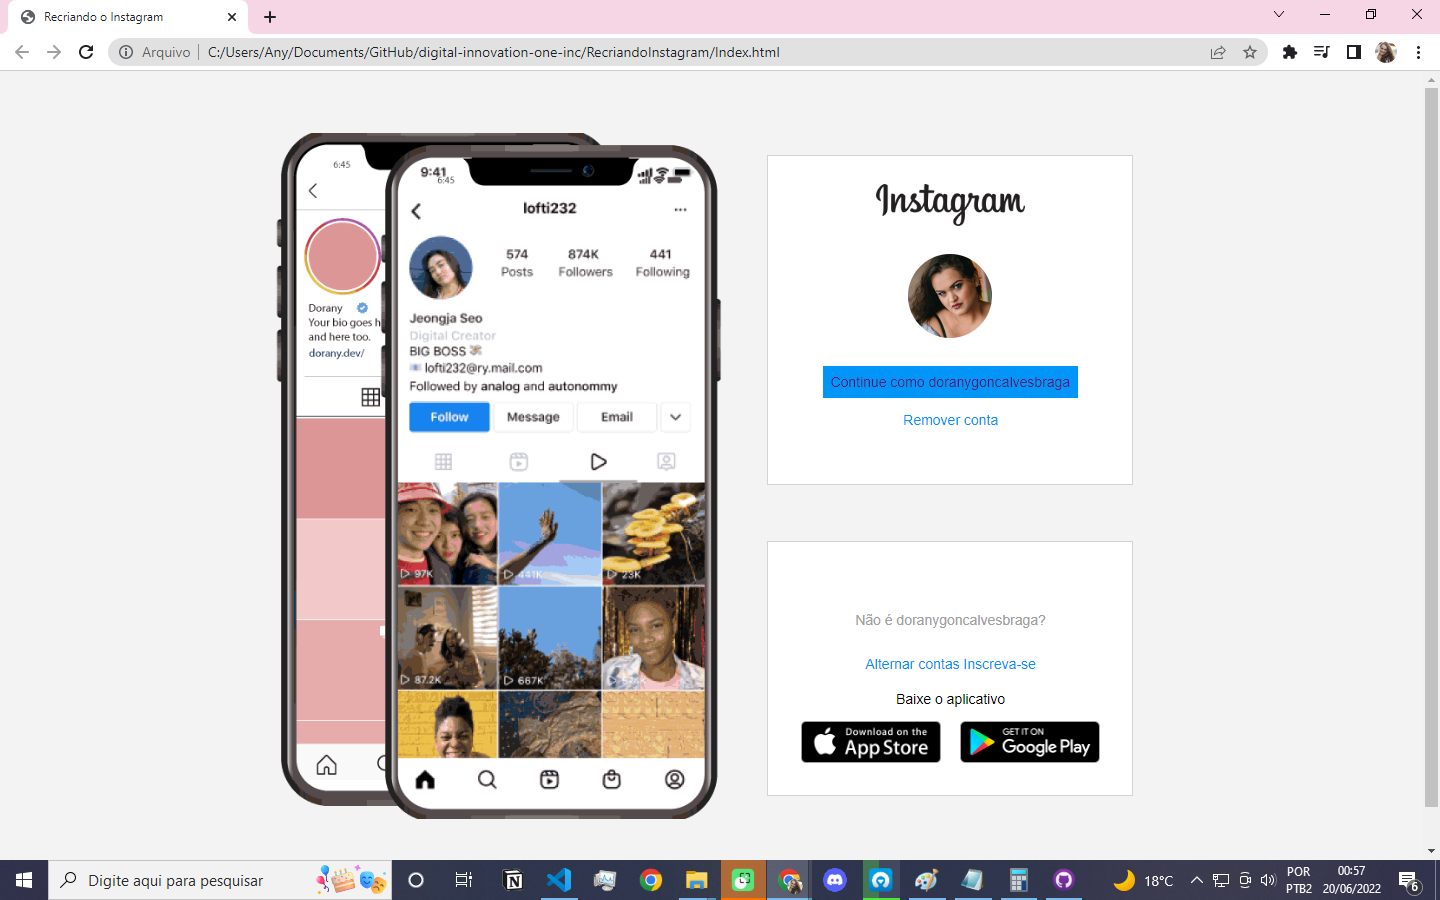 Recriando o Instagram
Arquivo
C:/Users/Any/Documents/GitHub/digital-innovation-one-inc/RecriandoInstagram/Index.html
6:45
Dorany
Your bio goes h
and here too.
dorany.dev/
9:41
6:45
lofti232
574
874K
441
Posts
Followers
Following
Jeongja Seo
Digital Creator
BIG BOSS
lofti232@ry.mail.com
Followed by analog and autonommy
Follow
Message
Email
97K
441K
23K
87.2K
667K
Instagram
Continue como doranygoncalvesbraga
Remover conta
Não é doranygoncalvesbraga?
Alternar contas Inscreva-se
Baixe o aplicativo
Download on the
App Store
GET IT ON
Google Play
Digite aqui para pesquisar
18°C
POR
PTB2
00:57
20/06/2022
6